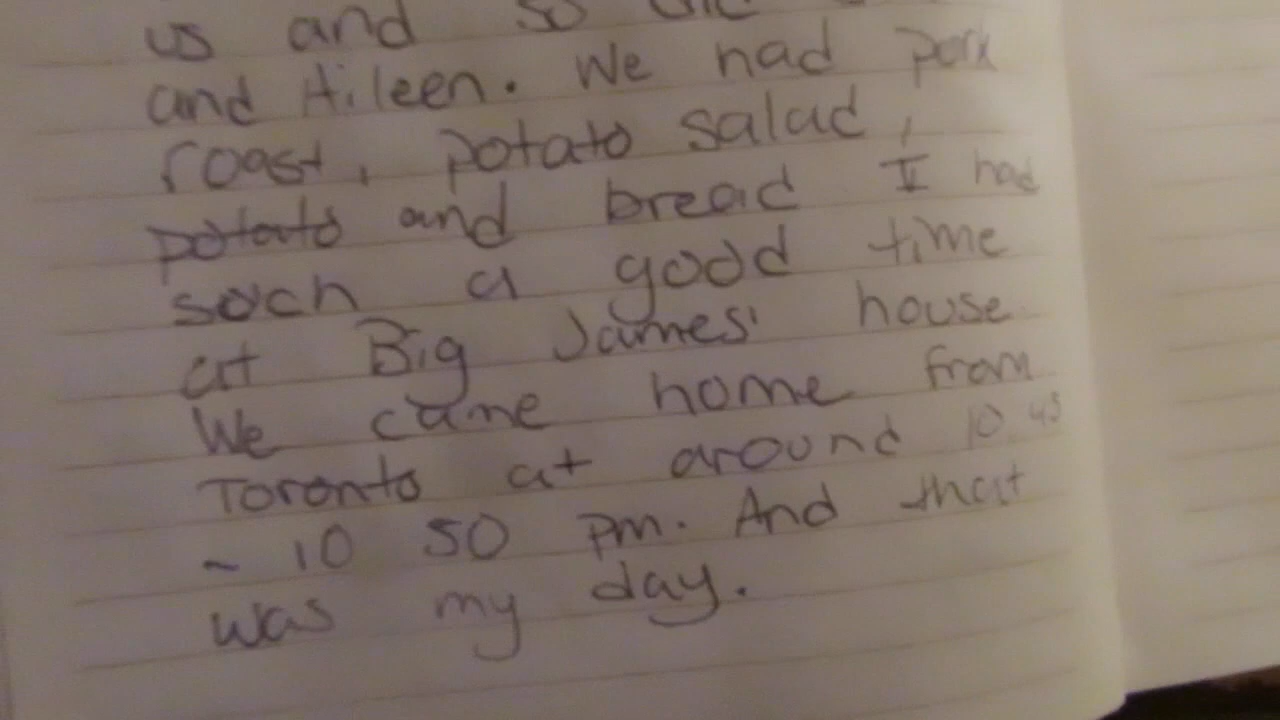 us and so
and Aileen. We had pork
roast, potato salad,
potato and bread I had
such a good time
at Big James' house
We came home from
Toronto at around 10 45
~ 10 50 pm. And that
was my day.